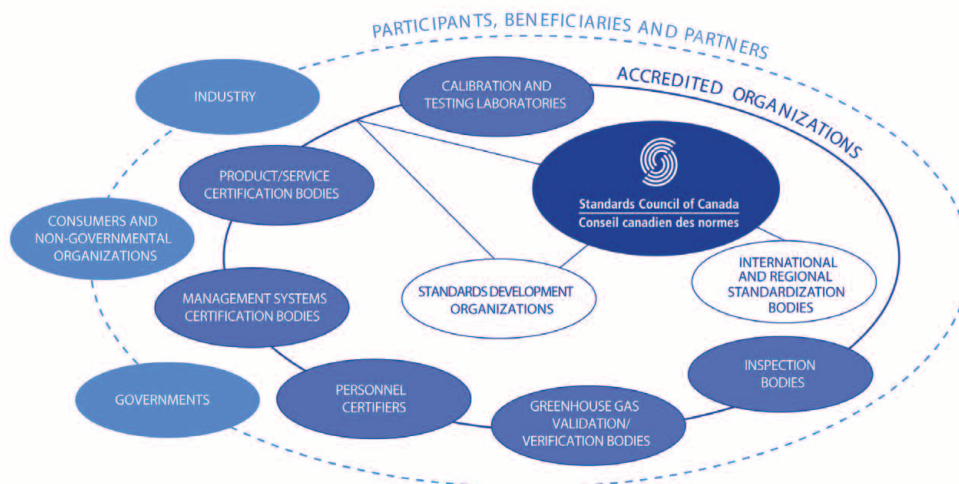 PARTICIPANTS, BENEFICIARIES AND PARTNERS
ACCREDITED ORGANIZATIONS
INDUSTRY
CALIBRATION AND
TESTING LABORATORIES
PRODUCT/SERVICE
CERTIFICATION BODIES
Standards Council of Canada
Conseil canadien des normes
CONSUMERS AND
NON-GOVERNMENTAL
ORGANIZATIONS
STANDARDS DEVELOPMENT
ORGANIZATIONS
INTERNATIONAL
AND REGIONAL
STANDARDIZATION
BODIES
MANAGEMENT SYSTEMS
CERTIFICATION BODIES
INSPECTION
BODIES
GOVERNMENTS
PERSONNEL
CERTIFIERS
GREENHOUSE GAS
VALIDATION/
VERIFICATION BODIES